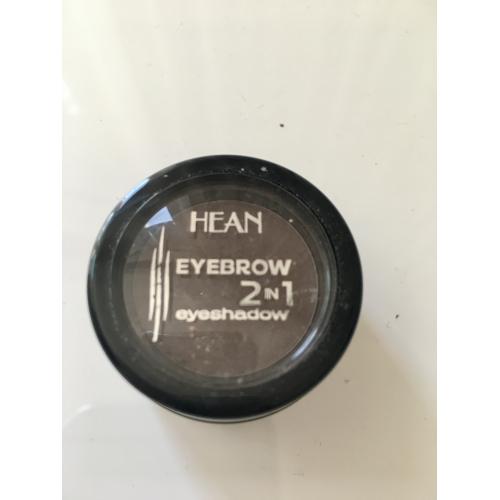 HEAN
EYEBROW
2 IN 1
eyeshadow